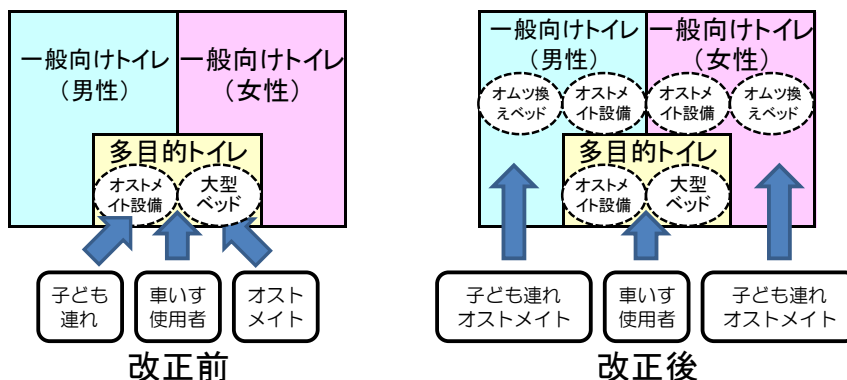 一般向けトイレ
（男性）
一般向けトイレ
（女性）
多目的トイレ
オストメ
イト設備
大型
ベッド
子ども
連れ
車いす
使用者
オスト
メイト
改正前
一般向けトイレ
（男性）
一般向けトイレ
（女性）
オムツ換
えベッド
オストメ
イト設備
オストメ
イト設備
オムツ換
えベッド
多目的トイレ
オストメ
イト設備
大型
ベッド
子ども連れ
オストメイト
車いす
使用者
子ども連れ
オストメイト
改正後